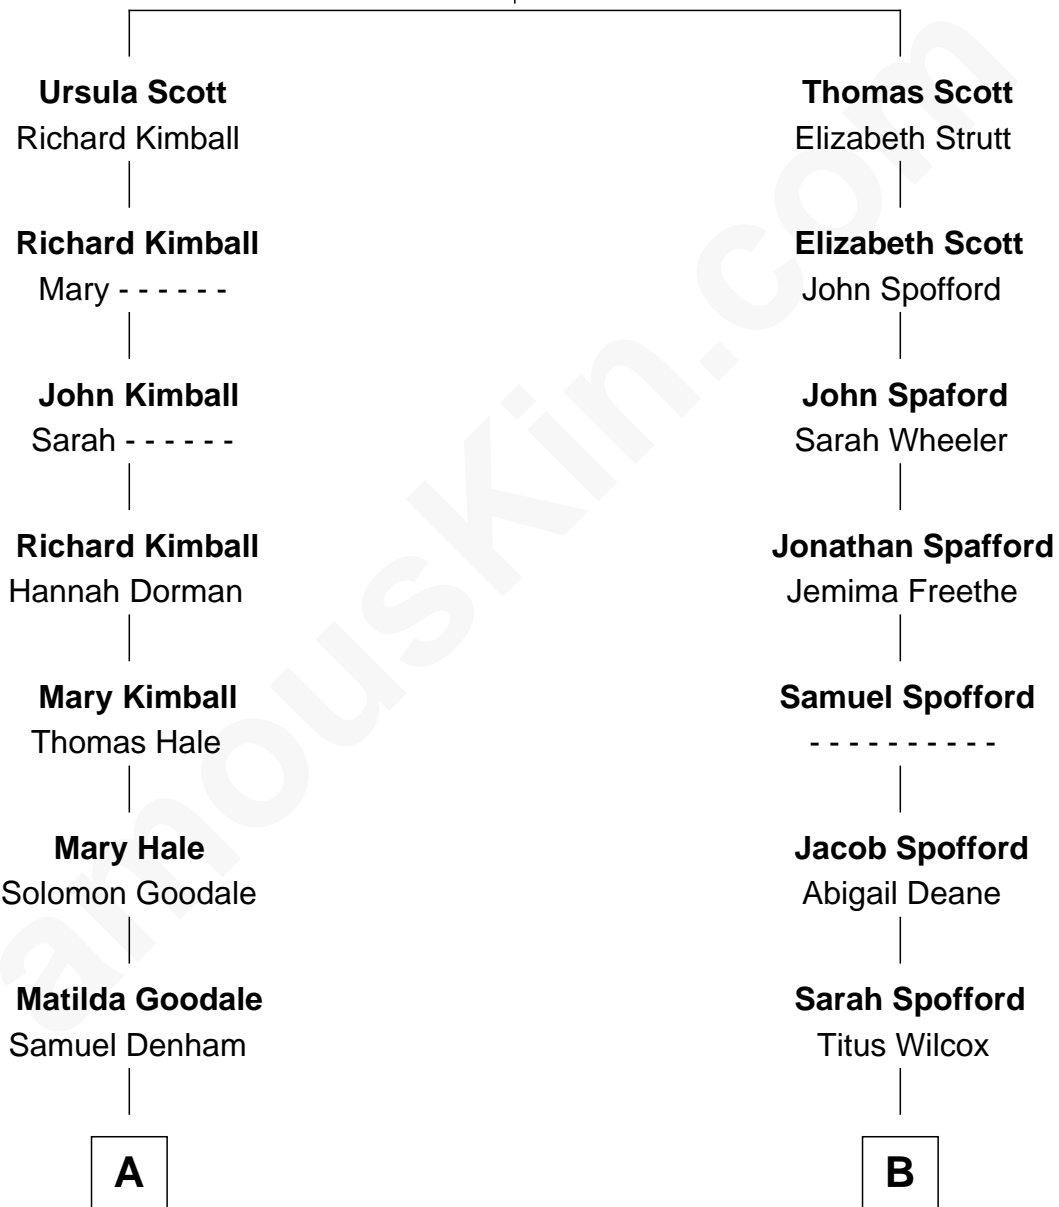 Ursula Scott
Richard Kimball
Richard Kimball
Mary - - - - - -
John Kimball
Sarah - - - - - -
Richard Kimball
Hannah Dorman
Mary Kimball
Thomas Hale
Mary Hale
Solomon Goodale
Matilda Goodale
Samuel Denham
A
Thomas Scott
Elizabeth Strutt
Elizabeth Scott
John Spofford
John Spaford
Sarah Wheeler
Jonathan Spafford
Jemima Freethe
Samuel Spofford
- - - - - - - - - -
Jacob Spofford
Abigail Deane
Sarah Spofford
Titus Wilcox
B
amouskin.com